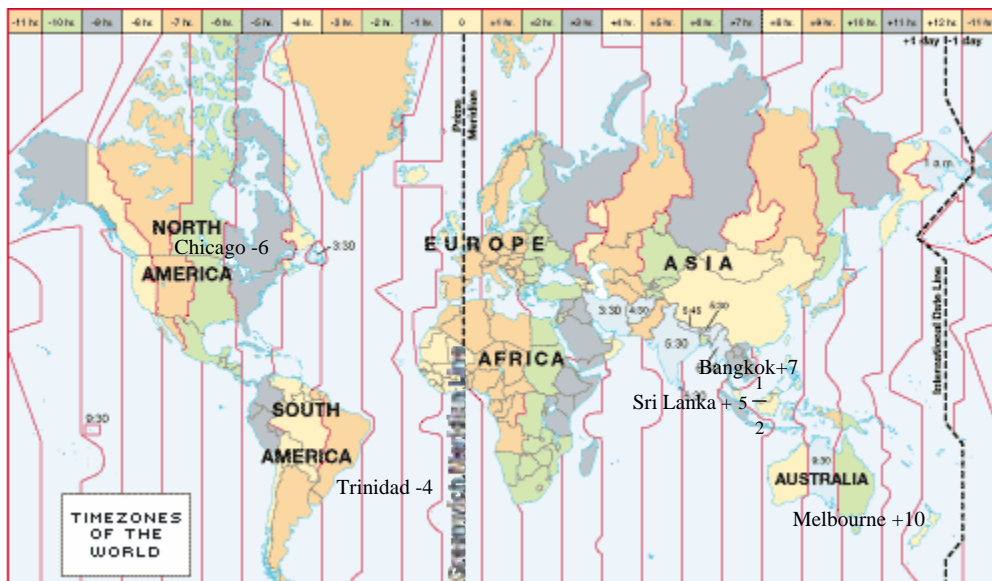 -11 hr. -10 hr. -9 hr. -8 hr. -7 hr. -6 hr. -5 hr. -4 hr. -3 hr. -2 hr. -1 hr. 0 +1 hr. +2 hr. +3 hr. +4 hr. +5 hr. +6 hr. +7 hr. +8 hr. +9 hr. +10 hr. +11 hr. +12 hr. -11 hr.
+1 day -1 day
Prime
Meridian
1 a.m.
NORTH
Chicago -6
AMERICA
3:30
EUROPE
ASIA
3:30
4:30
5:45
6:30
5:30
AFRICA
International Date Line
Bangkok+7
1
Sri Lanka + 5
2
9:30
SOUTH
AMERICA
Greenwich Meridian Line
Trinidad -4
9:30
AUSTRALIA
Melbourne +10
TIMEZONES
OF THE
WORLD